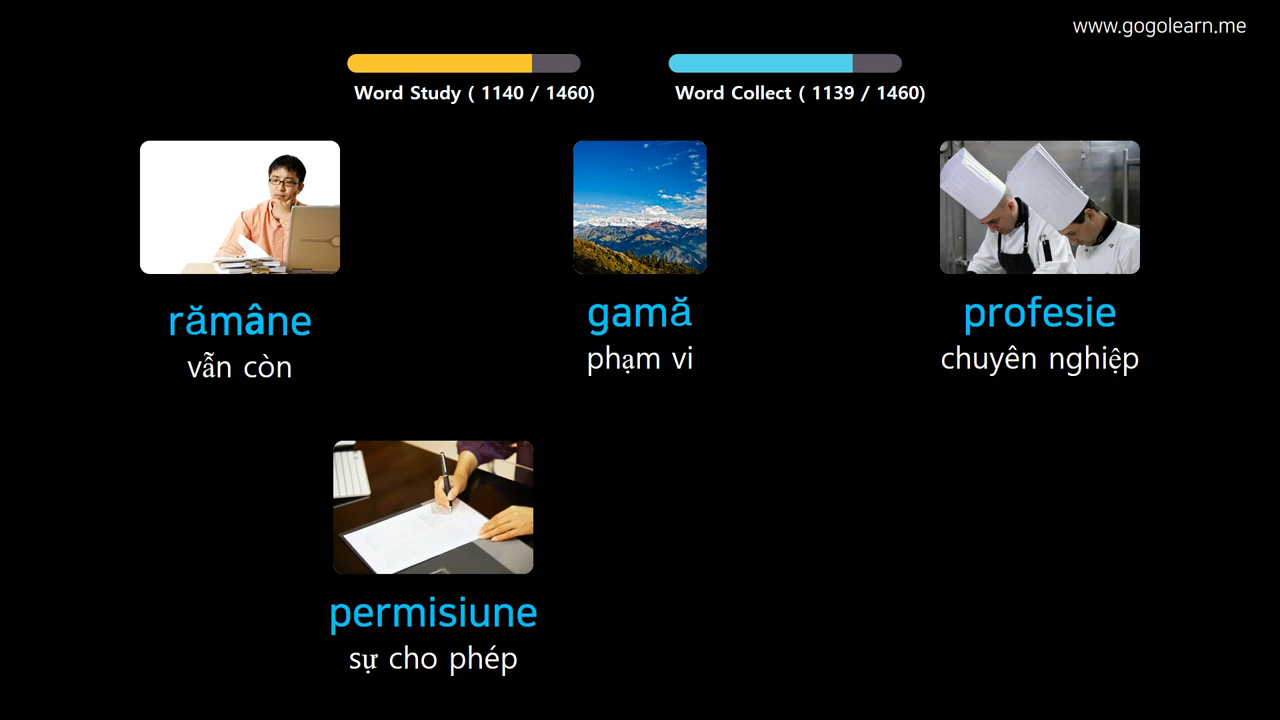 www.gogolearn.me
Word Study ( 1140 / 1460)
Word Collect ( 1139 / 1460)
rămâne
vẫn còn
gamă
phạm vi
profesie
chuyên nghiệp
permisiune
sự cho phép